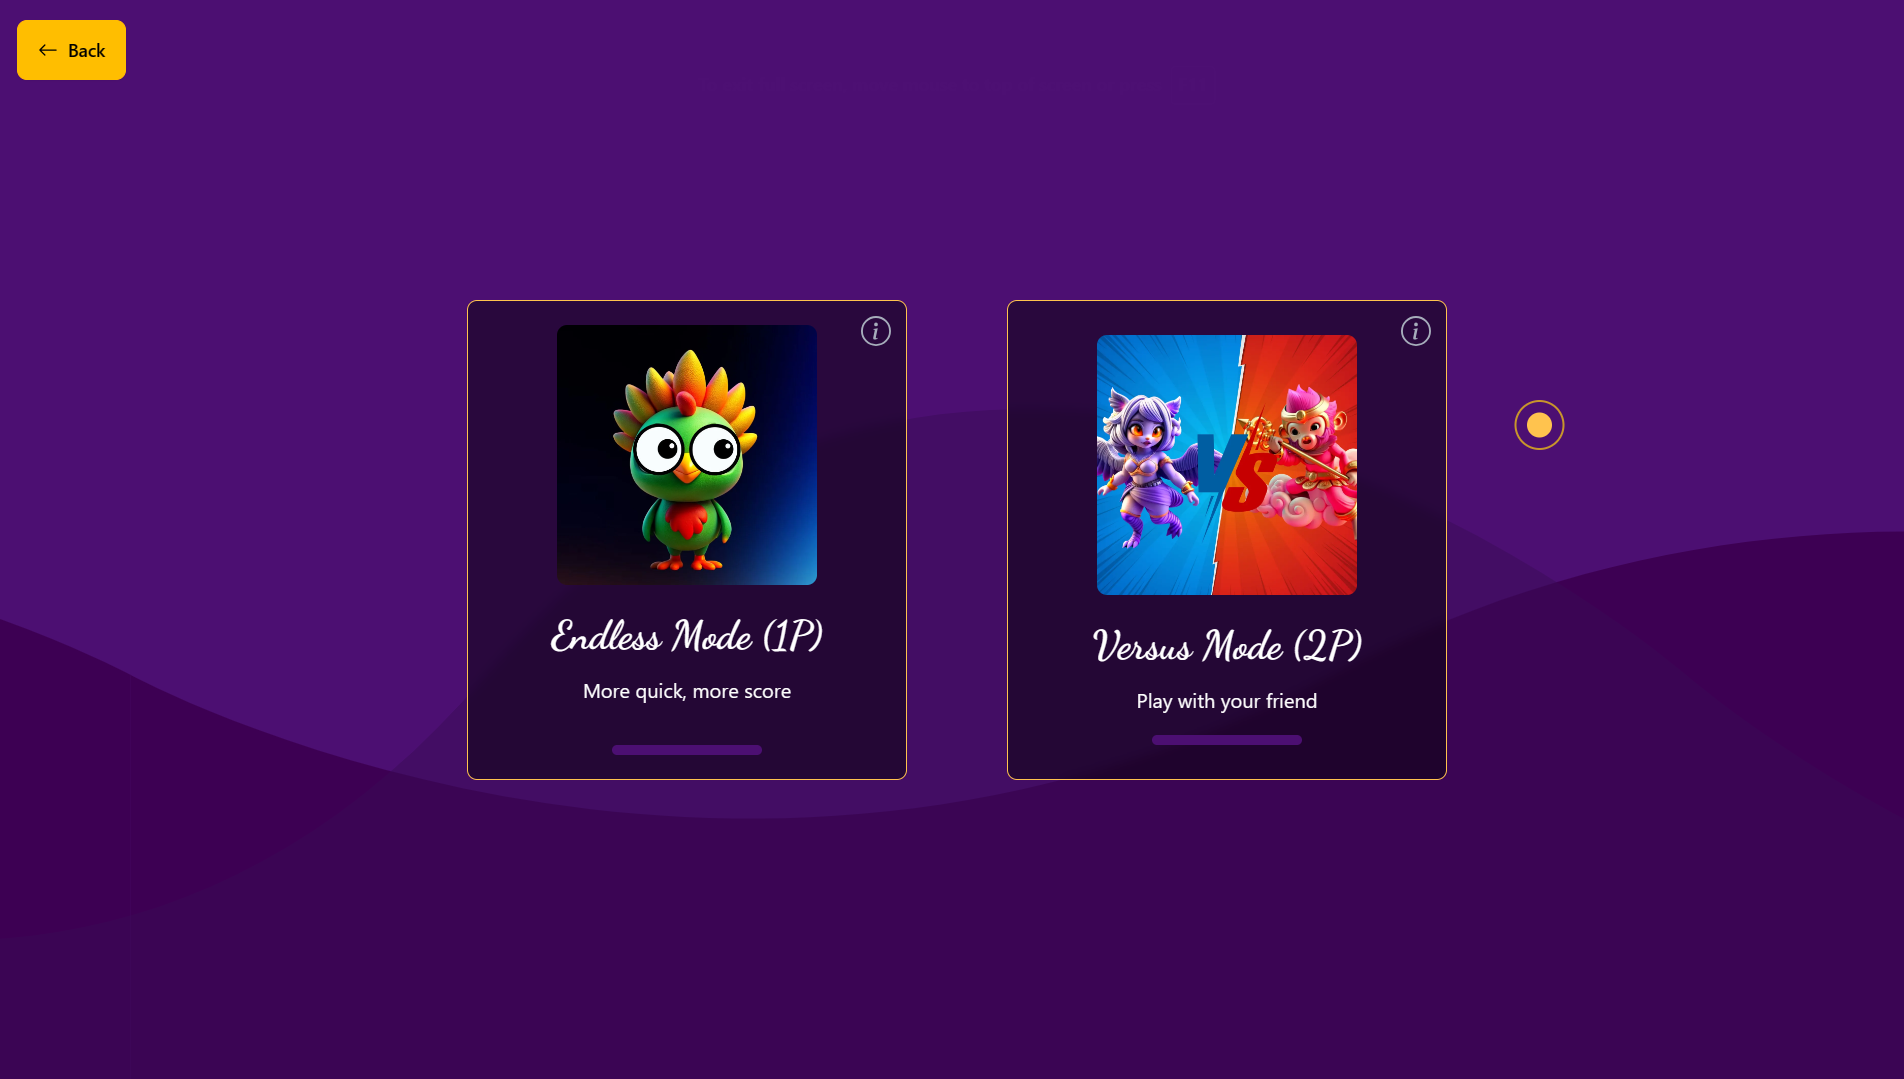 Back
VS
Endless Mode (1P)
More quick, more score
Versus Mode (2P)
Play with your friend